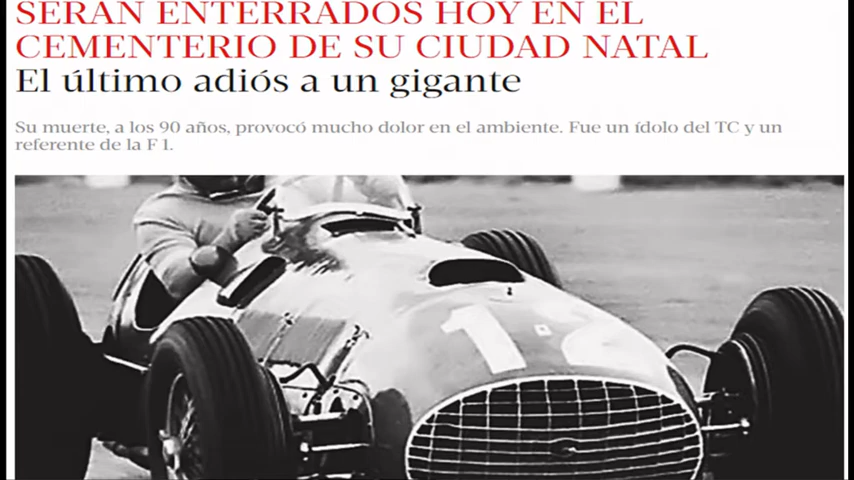 SERÁN ENTERRADOS HOY EN EL
CEMENTERIO DE SU CIUDAD NATAL
El último adiós a un gigante
Su muerte, a los 90 años, provocó mucho dolor en el ambiente. Fue un ídolo del TC y un
referente de la F 1.
12